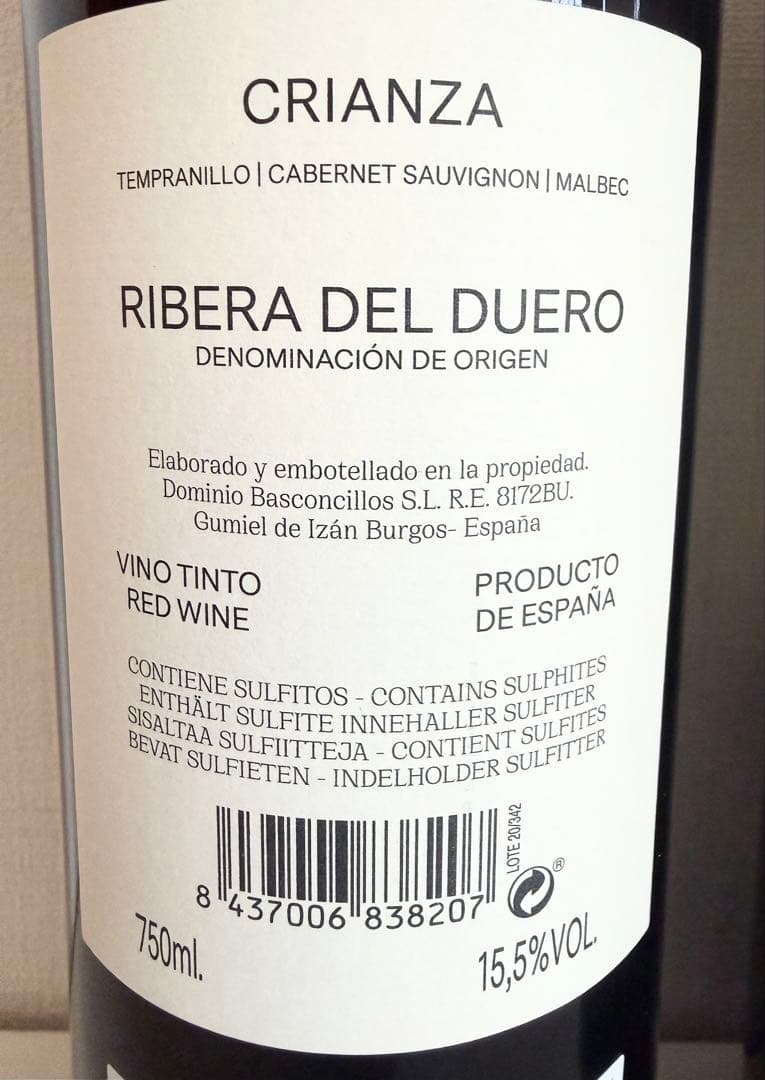 CRIANZA
TEMPRANILLO | CABERNET SAUVIGNON | MALBEC
RIBERA DEL DUERO
DENOMINACIÓN DE ORIGEN
Elaborado y embotellado en la propiedad.
Dominio Basconcillos S.L. R.E. 8172BU.
Gumiel de Izán Burgos- España
VINO TINTO
RED WINE
PRODUCTO
DE ESPAÑA
CONTIENE SULFITOS - CONTAINS SULPHITES
ENTHÄLT SULFITE INNEHALLER SULFITER
SISALTAA SULFIITTEJA - CONTIENT SULFITES
BEVAT SULFIETEN - INDELHOLDER SULFITTER
LOTE 20/342
®
8 437006 838207
750ml.
15,5%VOL.